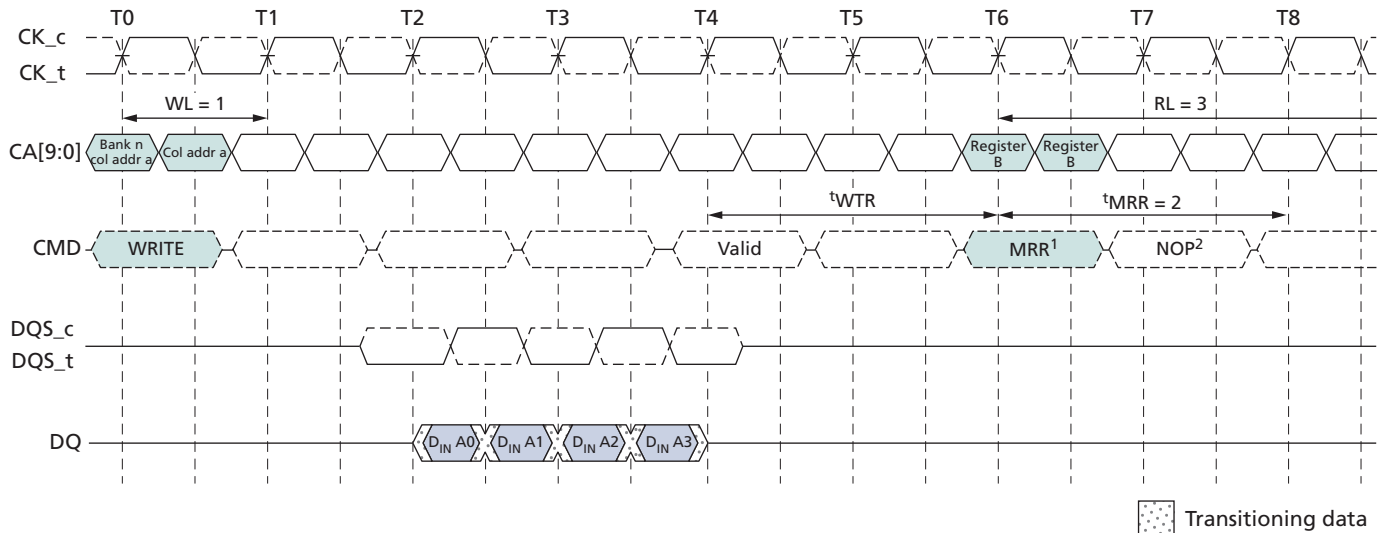 T0 T1 T2 T3 T4 T5 T6 T7 T8
CK_c
CK_t
WL = 1
RL = 3
CA[9:0]
Bank n
col addr a
Col addr a
Register
B
Register
B
tWTR
tMRR = 2
CMD
WRITE
Valid
MRR1
NOP2
DQS_c
DQS_t
DQ
DIN A0
DIN A1
DIN A2
DIN A3
Transitioning data